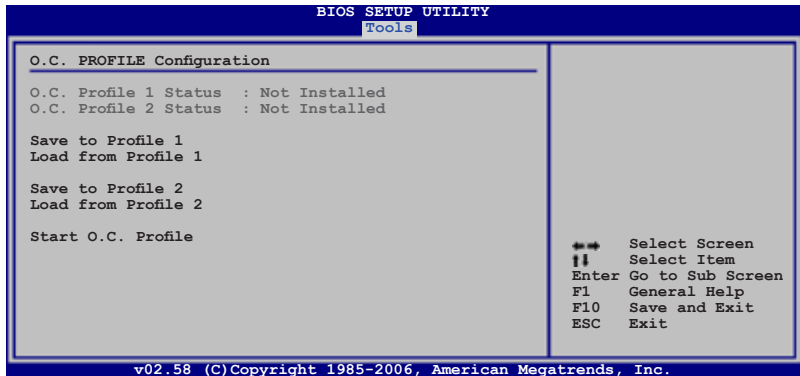 BIOS SETUP UTILITY
Tools
O.C. PROFILE Configuration
O.C. Profile 1 Status : Not Installed
O.C. Profile 2 Status : Not Installed
Save to Profile 1
Load from Profile 1
Save to Profile 2
Load from Profile 2
Start O.C. Profile
←→ Select Screen
↑↓ Select Item
Enter Go to Sub Screen
F1 General Help
F10 Save and Exit
ESC Exit
v02.58 (C)Copyright 1985-2006, American Megatrends, Inc.